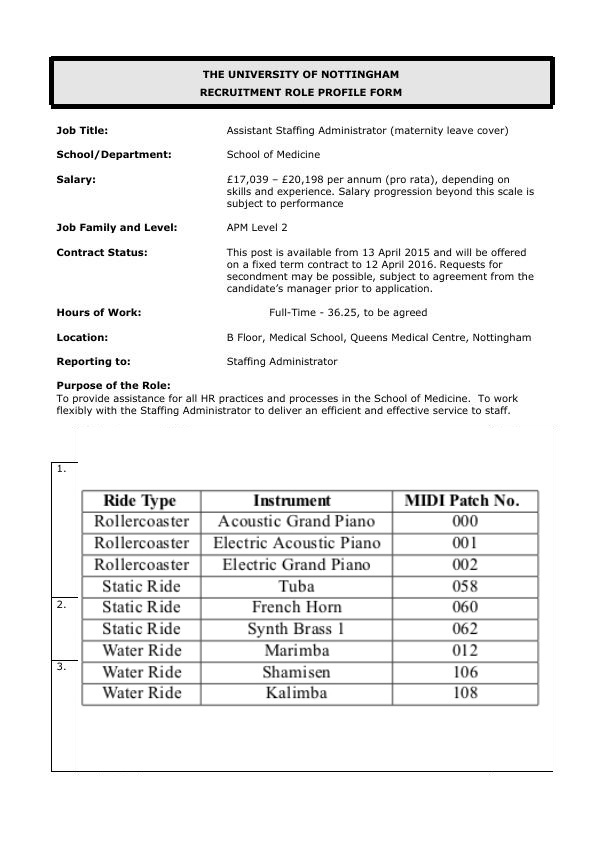 THE UNIVERSITY OF NOTTINGHAM
RECRUITMENT ROLE PROFILE FORM
Job Title: Assistant Staffing Administrator (maternity leave cover)
School/Department: School of Medicine
Salary: £17,039 – £20,198 per annum (pro rata), depending on
skills and experience. Salary progression beyond this scale is
subject to performance
Job Family and Level: APM Level 2
Contract Status: This post is available from 13 April 2015 and will be offered
on a fixed term contract to 12 April 2016. Requests for
secondment may be possible, subject to agreement from the
candidate's manager prior to application.
Hours of Work: Full-Time - 36.25, to be agreed
Location: B Floor, Medical School, Queens Medical Centre, Nottingham
Reporting to: Staffing Administrator
Purpose of the Role:
To provide assistance for all HR practices and processes in the School of Medicine. To work
flexibly with the Staffing Administrator to deliver an efficient and effective service to staff.
1.
Ride Type Instrument MIDI Patch No.
Rollercoaster Acoustic Grand Piano 000
Rollercoaster Electric Acoustic Piano 001
Rollercoaster Electric Grand Piano 002
Static Ride Tuba 058
2.
Static Ride French Horn 060
Static Ride Synth Brass 1 062
Water Ride Marimba 012
3.
Water Ride Shamisen 106
Water Ride Kalimba 108